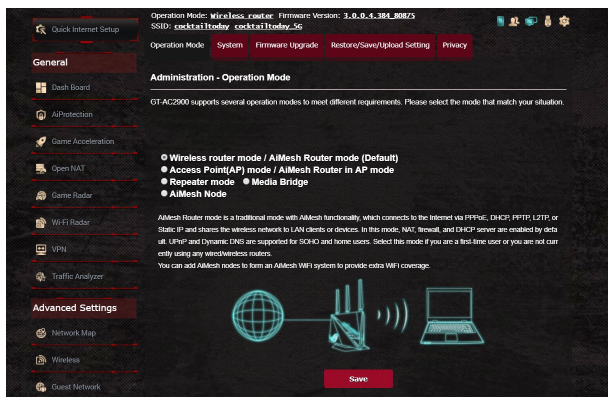 Quick Internet Setup
General
Dash Board
AiProtection
Game Acceleration
Open NAT
Game Radar
Wi-Fi Radar
VPN
Traffic Analyzer
Advanced Settings
Network Map
Wireless
Guest Network
Operation Mode: Wireless router Firmware Version: 3.0.0.4.384_80875
SSID: cocktailtoday cocktailtoday_5G
Operation Mode System Firmware Upgrade Restore/Save/Upload Setting Privacy
Administration - Operation Mode
GT-AC2900 supports several operation modes to meet different requirements. Please select the mode that match your situation.
Wireless router mode / AiMesh Router mode (Default)
Access Point(AP) mode / AiMesh Router in AP mode
Repeater mode Media Bridge
AiMesh Node
AiMesh Router mode is a traditional mode with AiMesh functionality, which connects to the Internet via PPPoE, DHCP, PPTP, L2TP, or
Static IP and shares the wireless network to LAN clients or devices. In this mode, NAT, firewall, and DHCP server are enabled by defa
ult. UPnP and Dynamic DNS are supported for SOHO and home users. Select this mode if you are a first-time user or you are not curr
ently using any wired/wireless routers.
You can add AiMesh nodes to form an AiMesh WiFi system to provide extra WiFi coverage.
Save